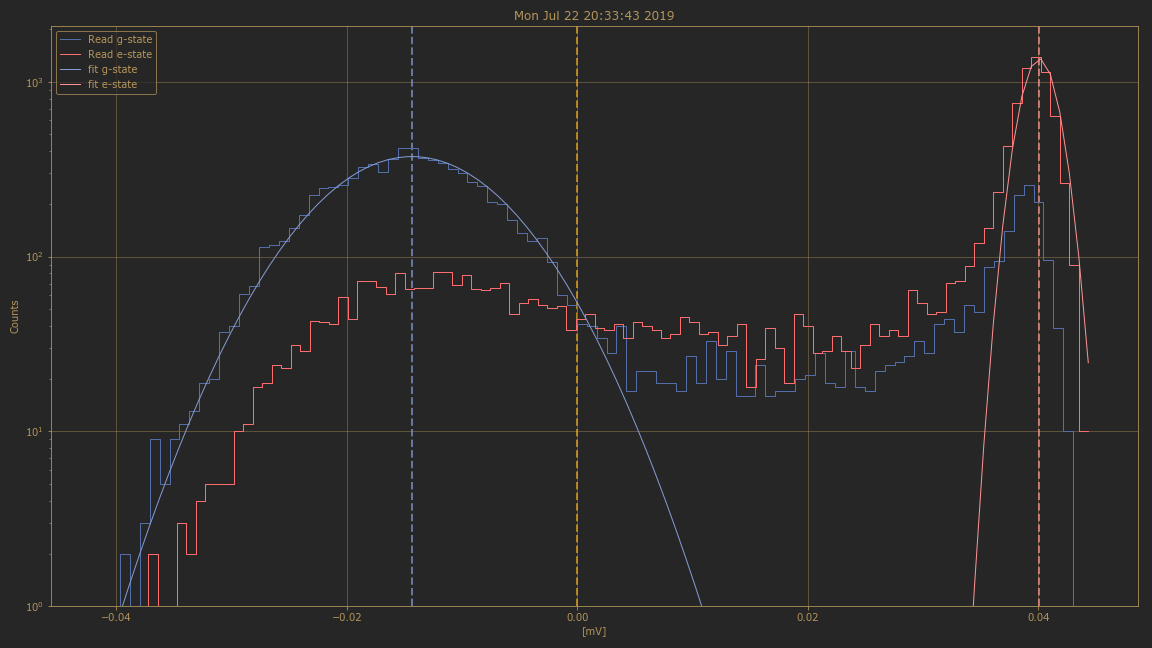 Mon Jul 22 20:33:43 2019
Read g-state
Read e-state
fit g-state
fit e-state
Counts
10³
10²
10¹
10⁰
−0.04
−0.02
0.00
0.02
0.04
[mV]